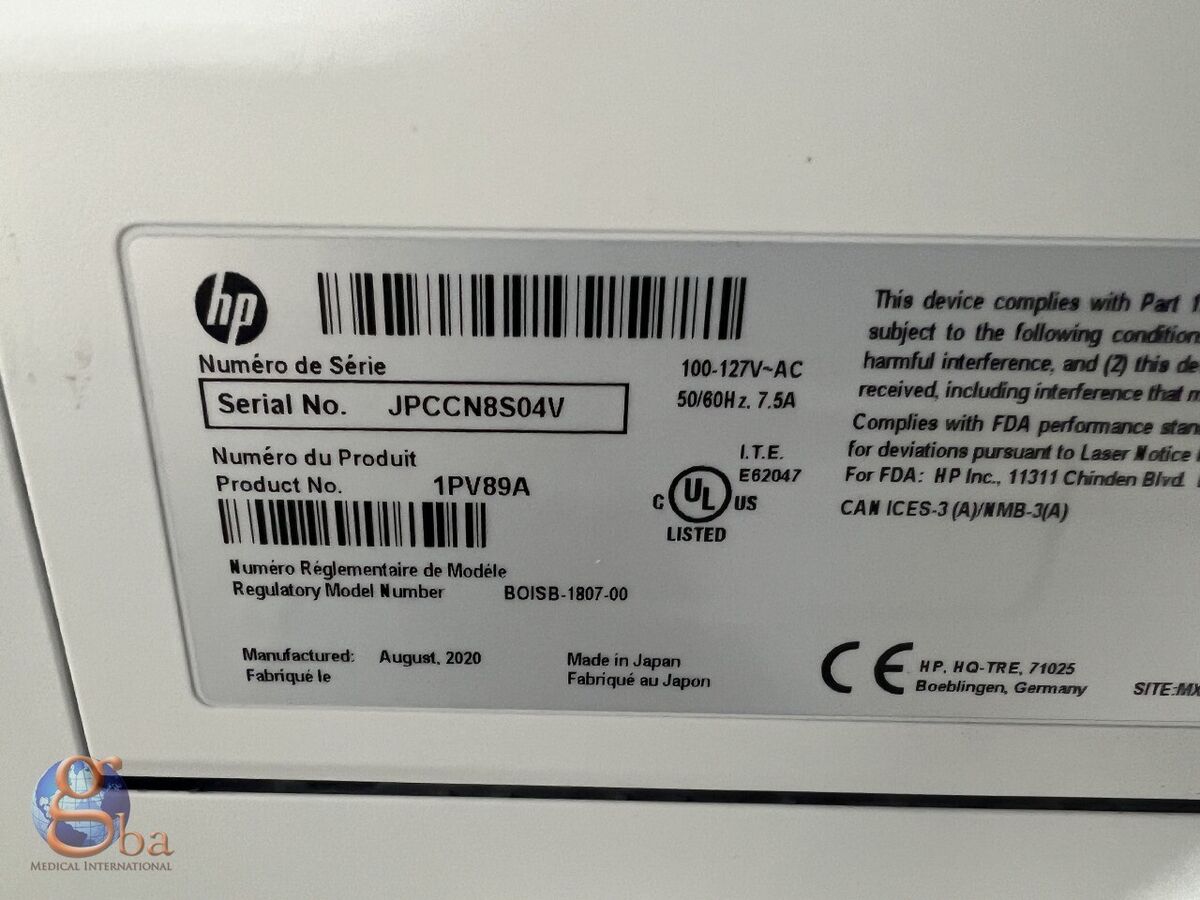 hp
Numéro de Série
Serial No. JPCCN8S04V
100-127V~AC
50/60Hz, 7.5A
Numéro du Produit
Product No. 1PV89A
I.T.E.
E62047
C UL US
LISTED
Numéro Réglementaire de Modéle
Regulatory Model Number BOISB-1807-00
Manufactured: August, 2020
Fabriqué le
Made in Japan
Fabriqué au Japon
This device complies with Part
subject to the following
harmful interference, and (2) this
received, including interference that
Complies with FDA performance
for deviations pursuant to Laser Notice
For FDA: HP Inc., 11311 Chinden Blvd.
CAN ICES-3 (A)/NMB-3(A)
CE
HP, HQ-TRE, 71025
Boeblingen, Germany
SITE:MX
gba
MEDICAL INTERNATIONAL